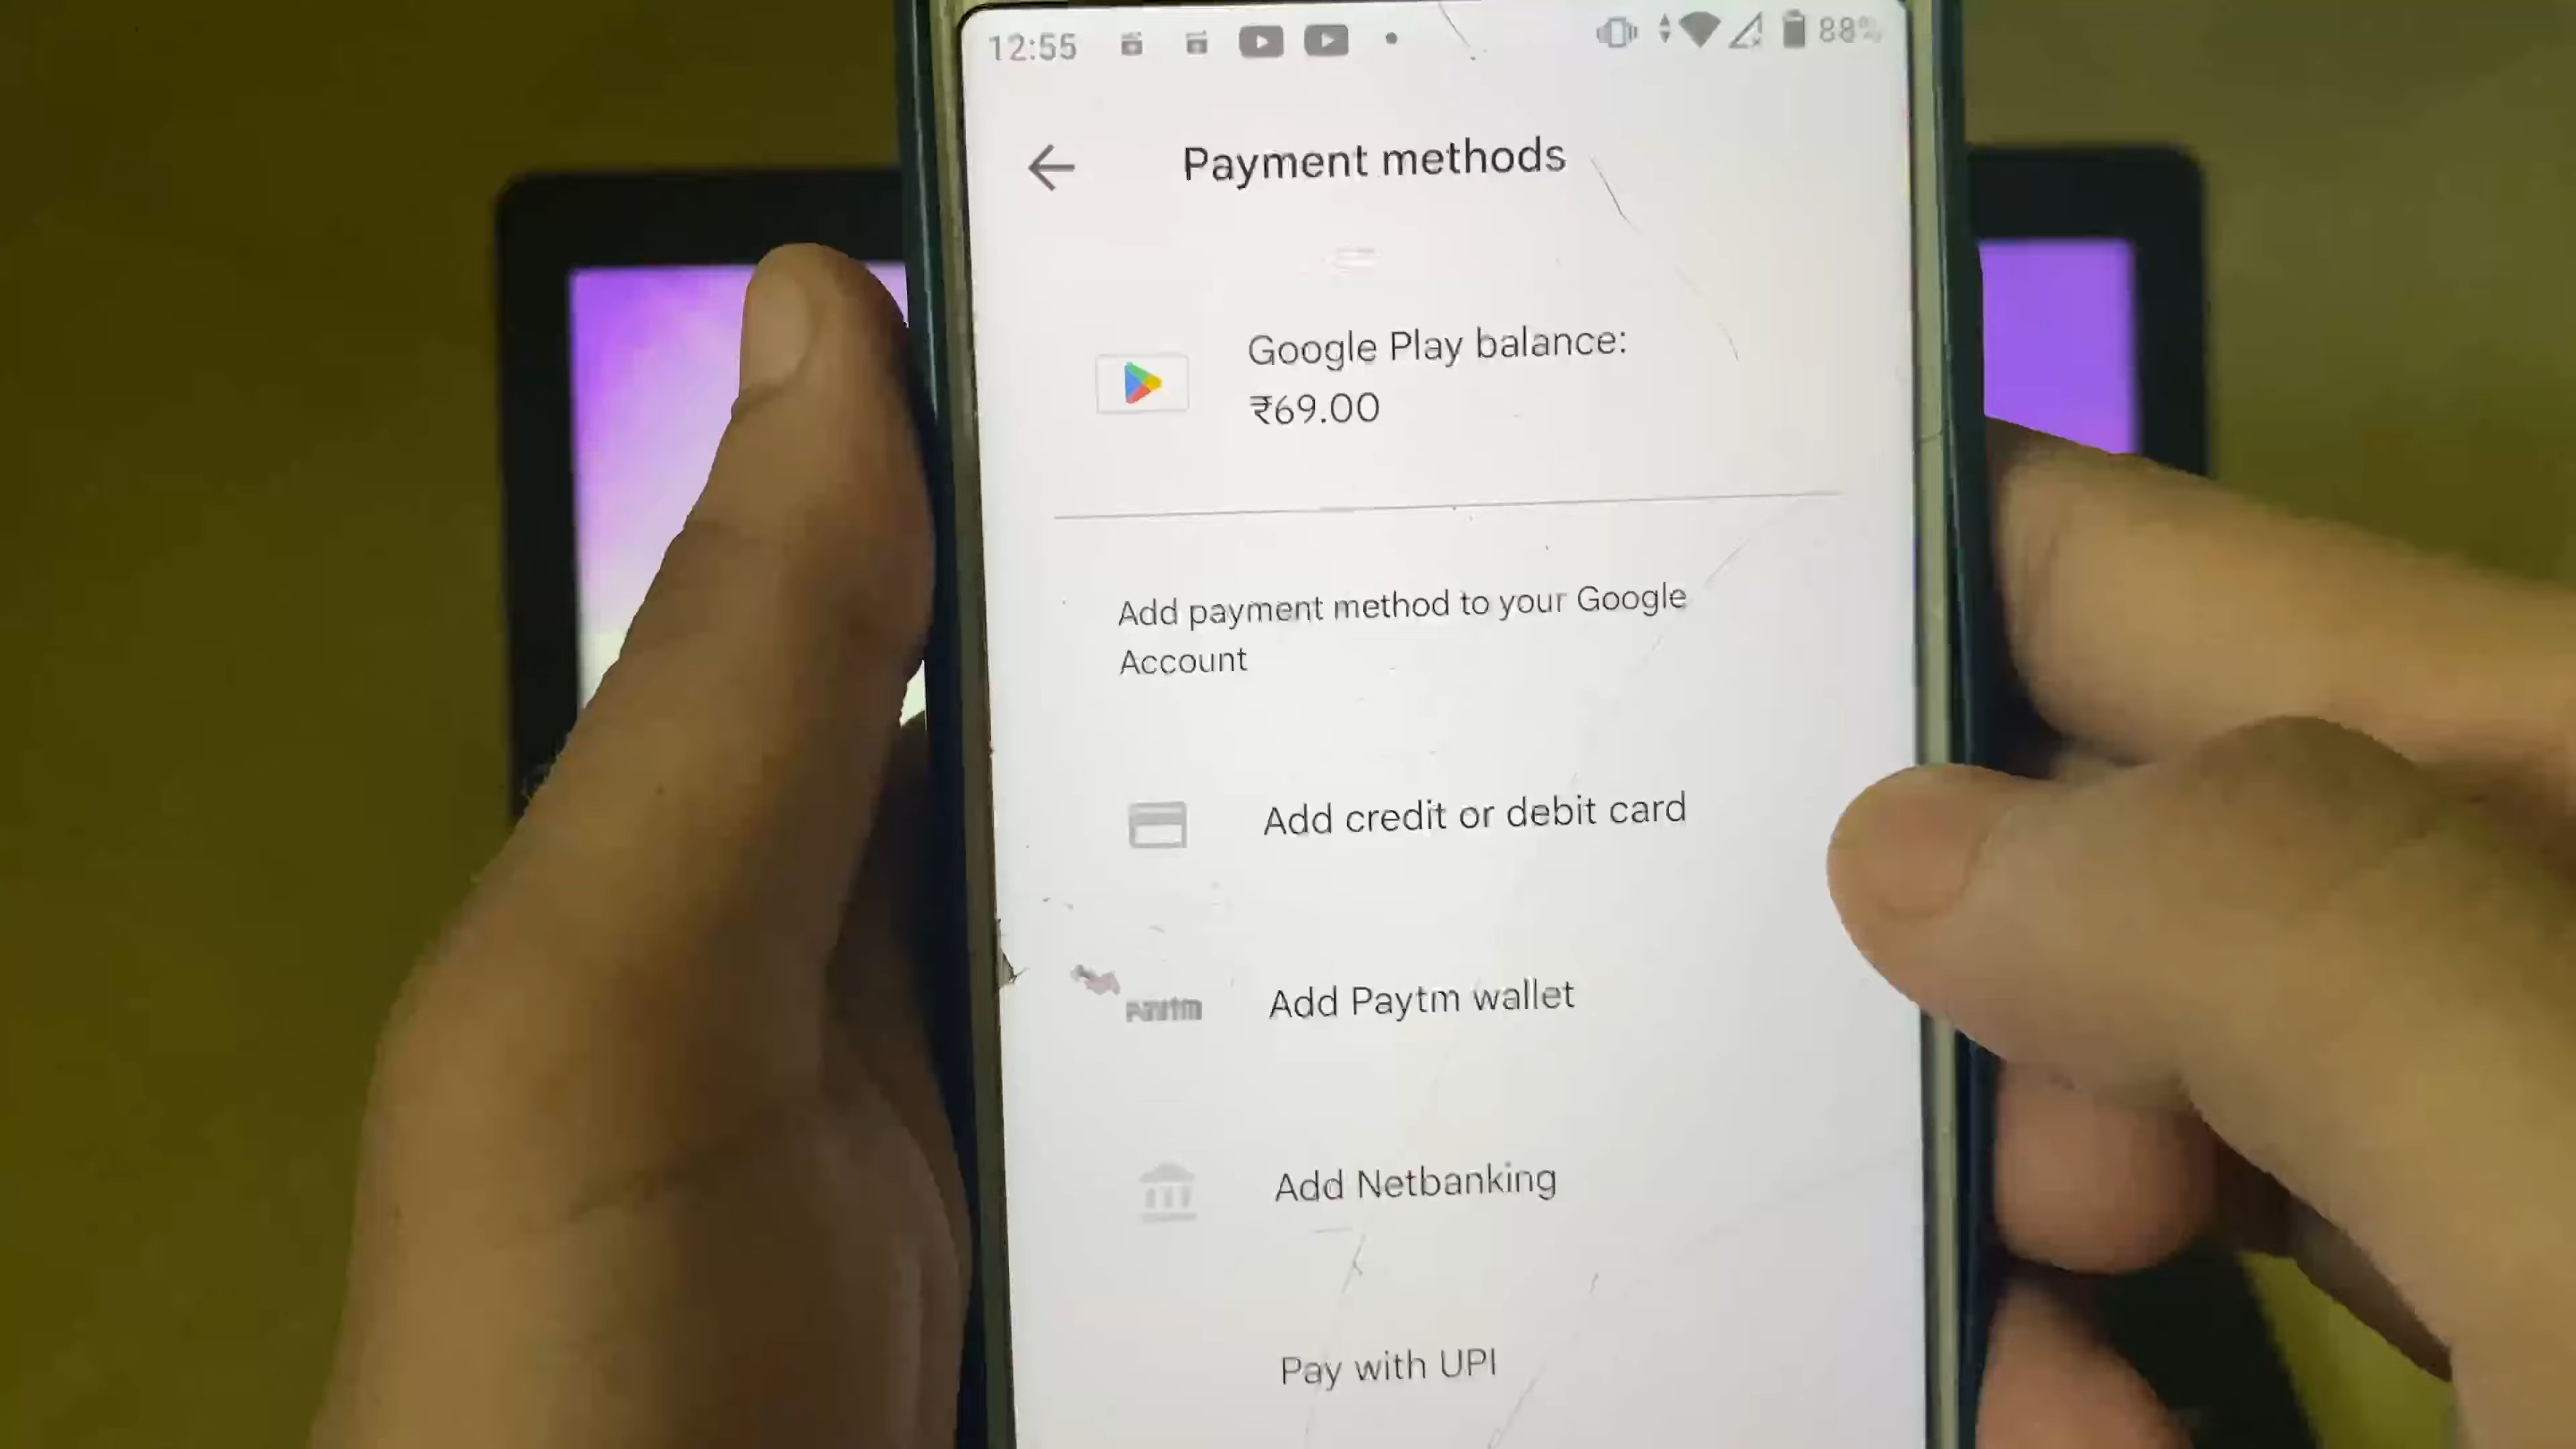 12:55
88%
Payment methods
Google Play balance:
₹69.00
Add payment method to your Google
Account
Add credit or debit card
paytm
Add Paytm wallet
Add Netbanking
Pay with UPI